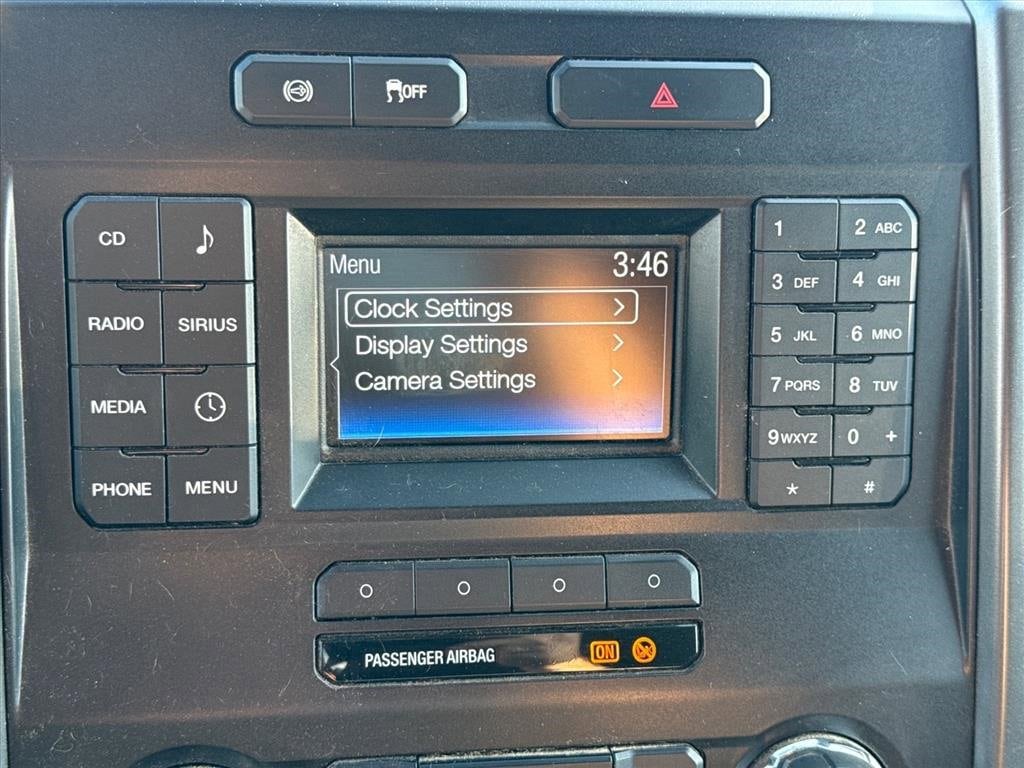 OFF
CD
RADIO SIRIUS
MEDIA
PHONE MENU
Menu 3:46
Clock Settings >
Display Settings >
Camera Settings >
1 2 ABC
3 DEF 4 GHI
5 JKL 6 MNO
7 PQRS 8 TUV
9 WXYZ 0 +
* #
PASSENGER AIRBAG ON